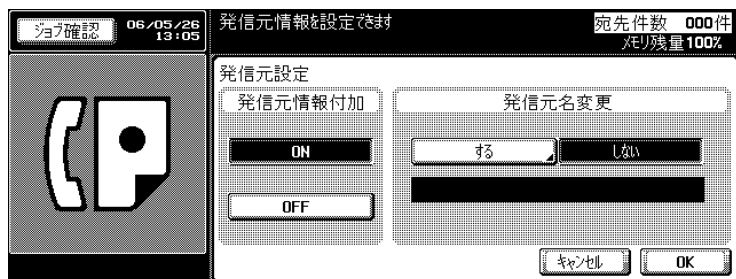 ジョブ確認
06/05/26
13:05
発信元情報を設定できます
宛先件数 000件
メモリ残量100%
発信元設定
発信元情報付加
発信元名変更
ON
する
しない
OFF
キャンセル
OK